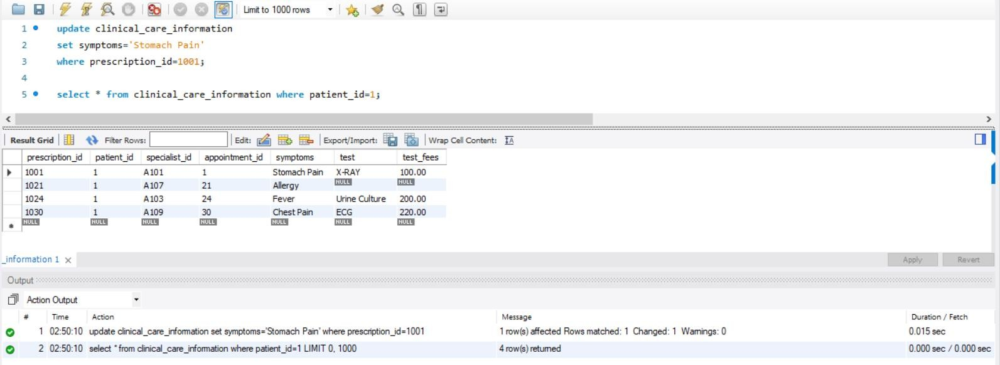 Limit to 1000 rows
1 update clinical_care_information
2 set symptoms='Stomach Pain'
3 where prescription_id=1001;
4
5 select * from clinical_care_information where patient_id=1;
Result Grid Filter Rows: Edit: Export/Import: Wrap Cell Content: IA
prescription_id patient_id specialist_id appointment_id symptoms test test_fees
1001 1 A101 1 Stomach Pain X-RAY 100.00
1021 1 A107 21 Allergy NULL NULL
1024 1 A103 24 Fever Urine Culture 200.00
1030 1 A109 30 Chest Pain ECG 220.00
NULL NULL NULL NULL NULL NULL NULL
_information 1 Apply Revert
Output
Action Output
# Time Action Message Duration / Fetch
1 02:50:10 update clinical_care_information set symptoms='Stomach Pain' where prescription_id=1001 1 row(s) affected Rows matched: 1 Changed: 1 Warnings: 0 0.015 sec
2 02:50:10 select * from clinical_care_information where patient_id=1 LIMIT 0, 1000 4 row(s) returned 0.000 sec / 0.000 sec